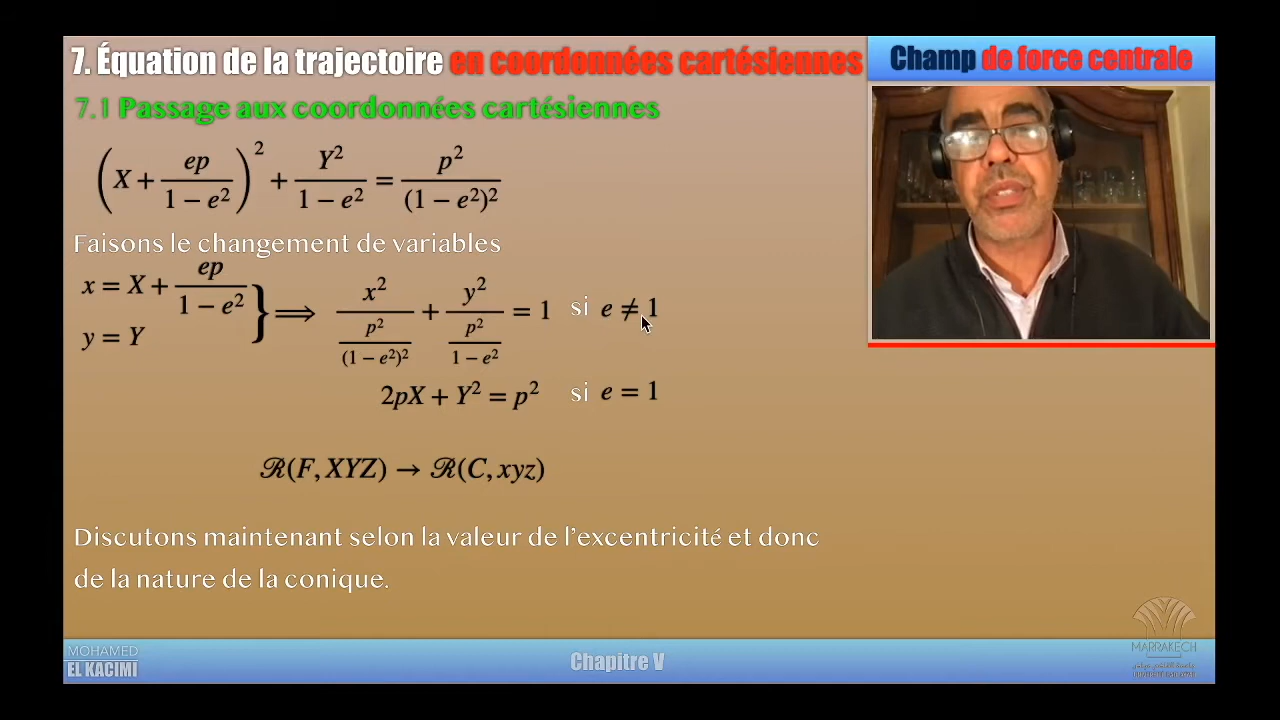 7. Équation de la trajectoire en coordonnées cartésiennes
Champ de force centrale
7.1 Passage aux coordonnées cartésiennes
(X + ep/(1 − e²))² + Y²/(1 − e²) = p²/(1 − e²)²
Faisons le changement de variables
x = X + ep/(1 − e²)
y = Y
} ⟹ x²/(p²/(1 − e²)²) + y²/(p²/(1 − e²)) = 1 si e ≠ 1
2pX + Y² = p² si e = 1
ℛ(F, XYZ) → ℛ(C, xyz)
Discutons maintenant selon la valeur de l'excentricité et donc
de la nature de la conique.
MOHAMED
EL KACIMI
Chapitre V
MARRAKECH